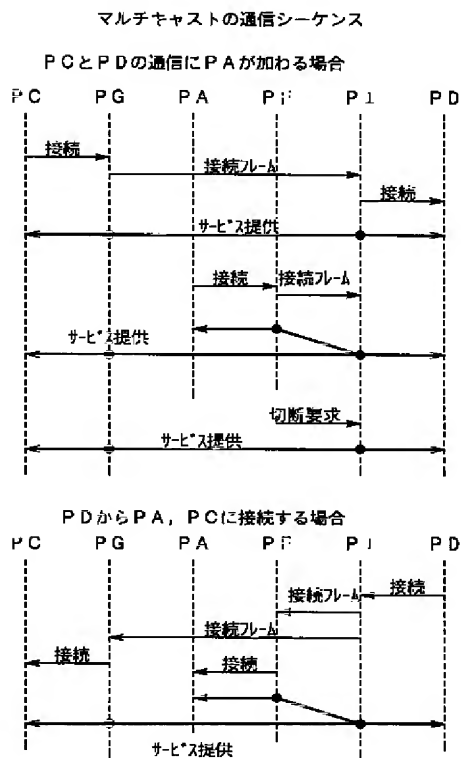 マルチキャストの通信シーケンス
ＰＣとＰＤの通信にＰＡが加わる場合
ＰＣ ＰＧ ＰＡ ＰＦ ＰＩ ＰＤ
接続
接続フレーム
接続
サービス提供
接続 接続フレーム
サービス提供
切断要求
サービス提供
ＰＤからＰＡ，ＰＣに接続する場合
ＰＣ ＰＧ ＰＡ ＰＦ ＰＩ ＰＤ
接続
接続フレーム
接続フレーム
接続 接続
サービス提供